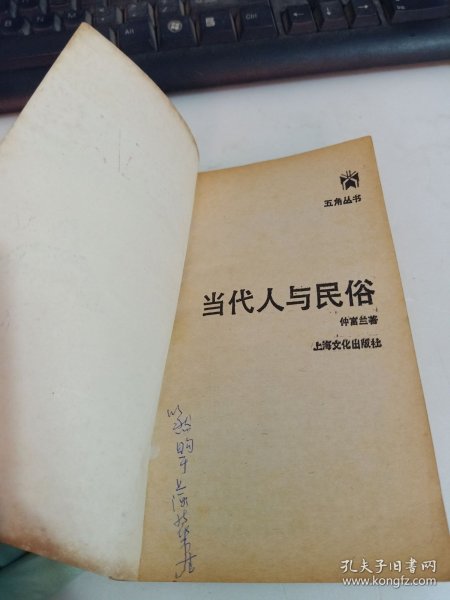 五角丛书
当代人与民俗
仲富兰著
上海文化出版社
孔夫子旧书网
www.kongfz.com